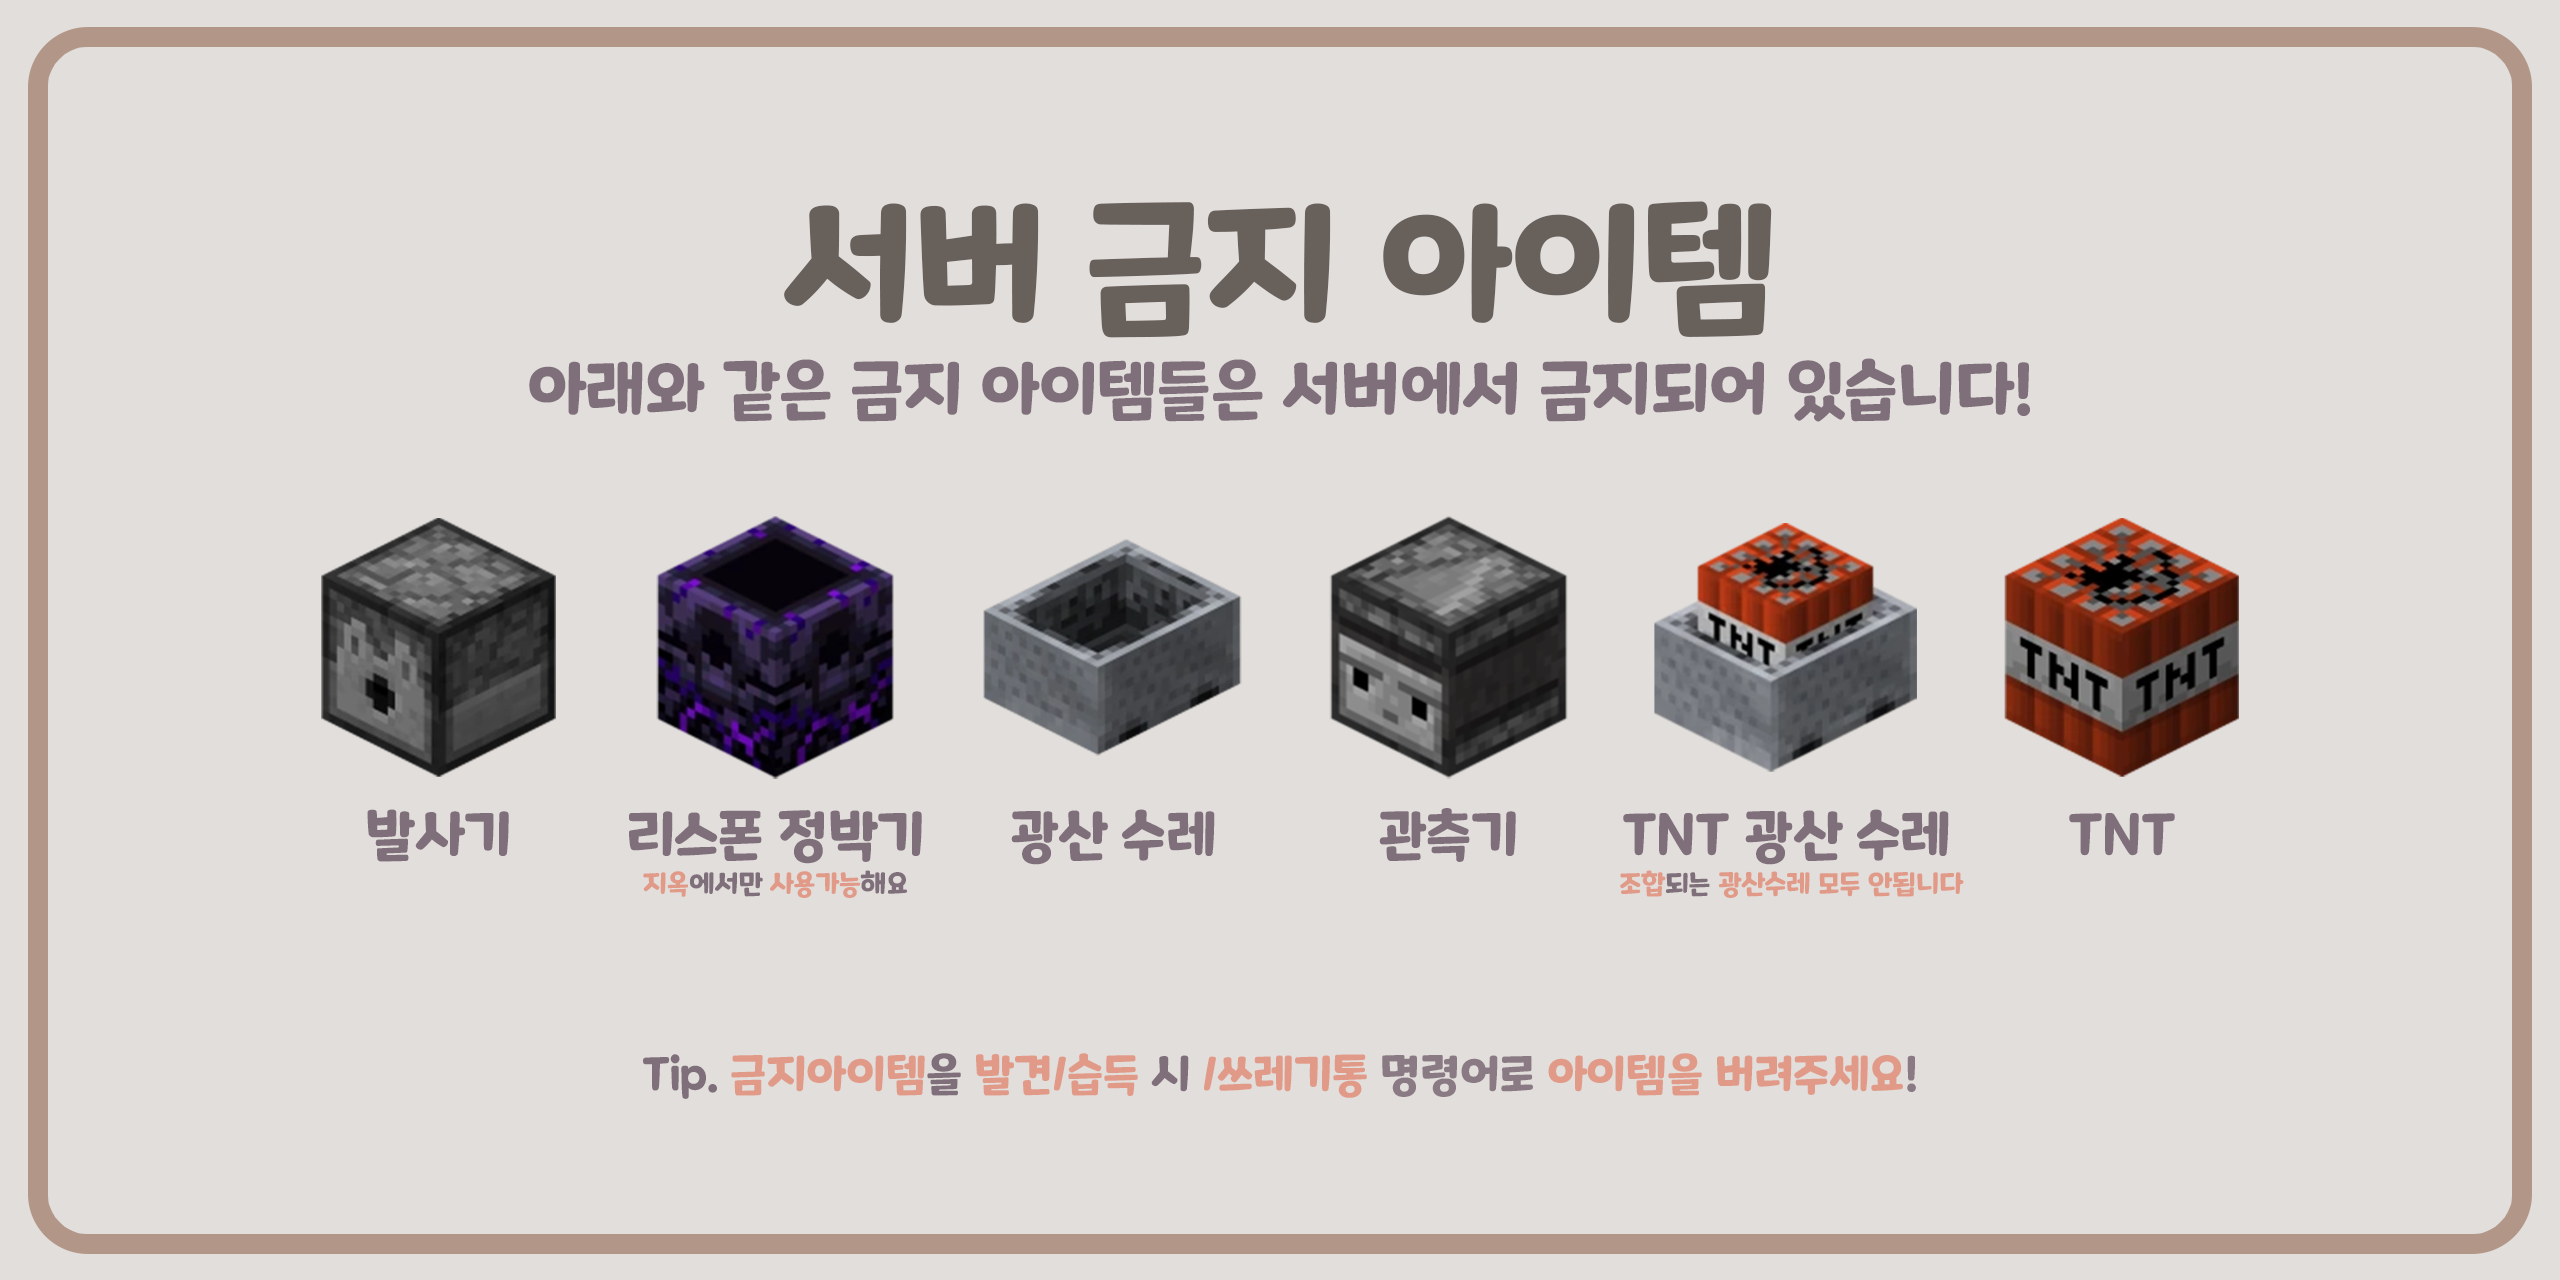 서버 금지 아이템
아래와 같은 금지 아이템들은 서버에서 금지되어 있습니다!
TNT TNT
TNT TNT
발사기
리스폰 정박기
지옥에서만 사용가능해요
광산 수레
관측기
TNT 광산 수레
조합되는 광산수레 모두 안됩니다
TNT
Tip. 금지아이템을 발견/습득 시 /쓰레기통 명령어로 아이템을 버려주세요!